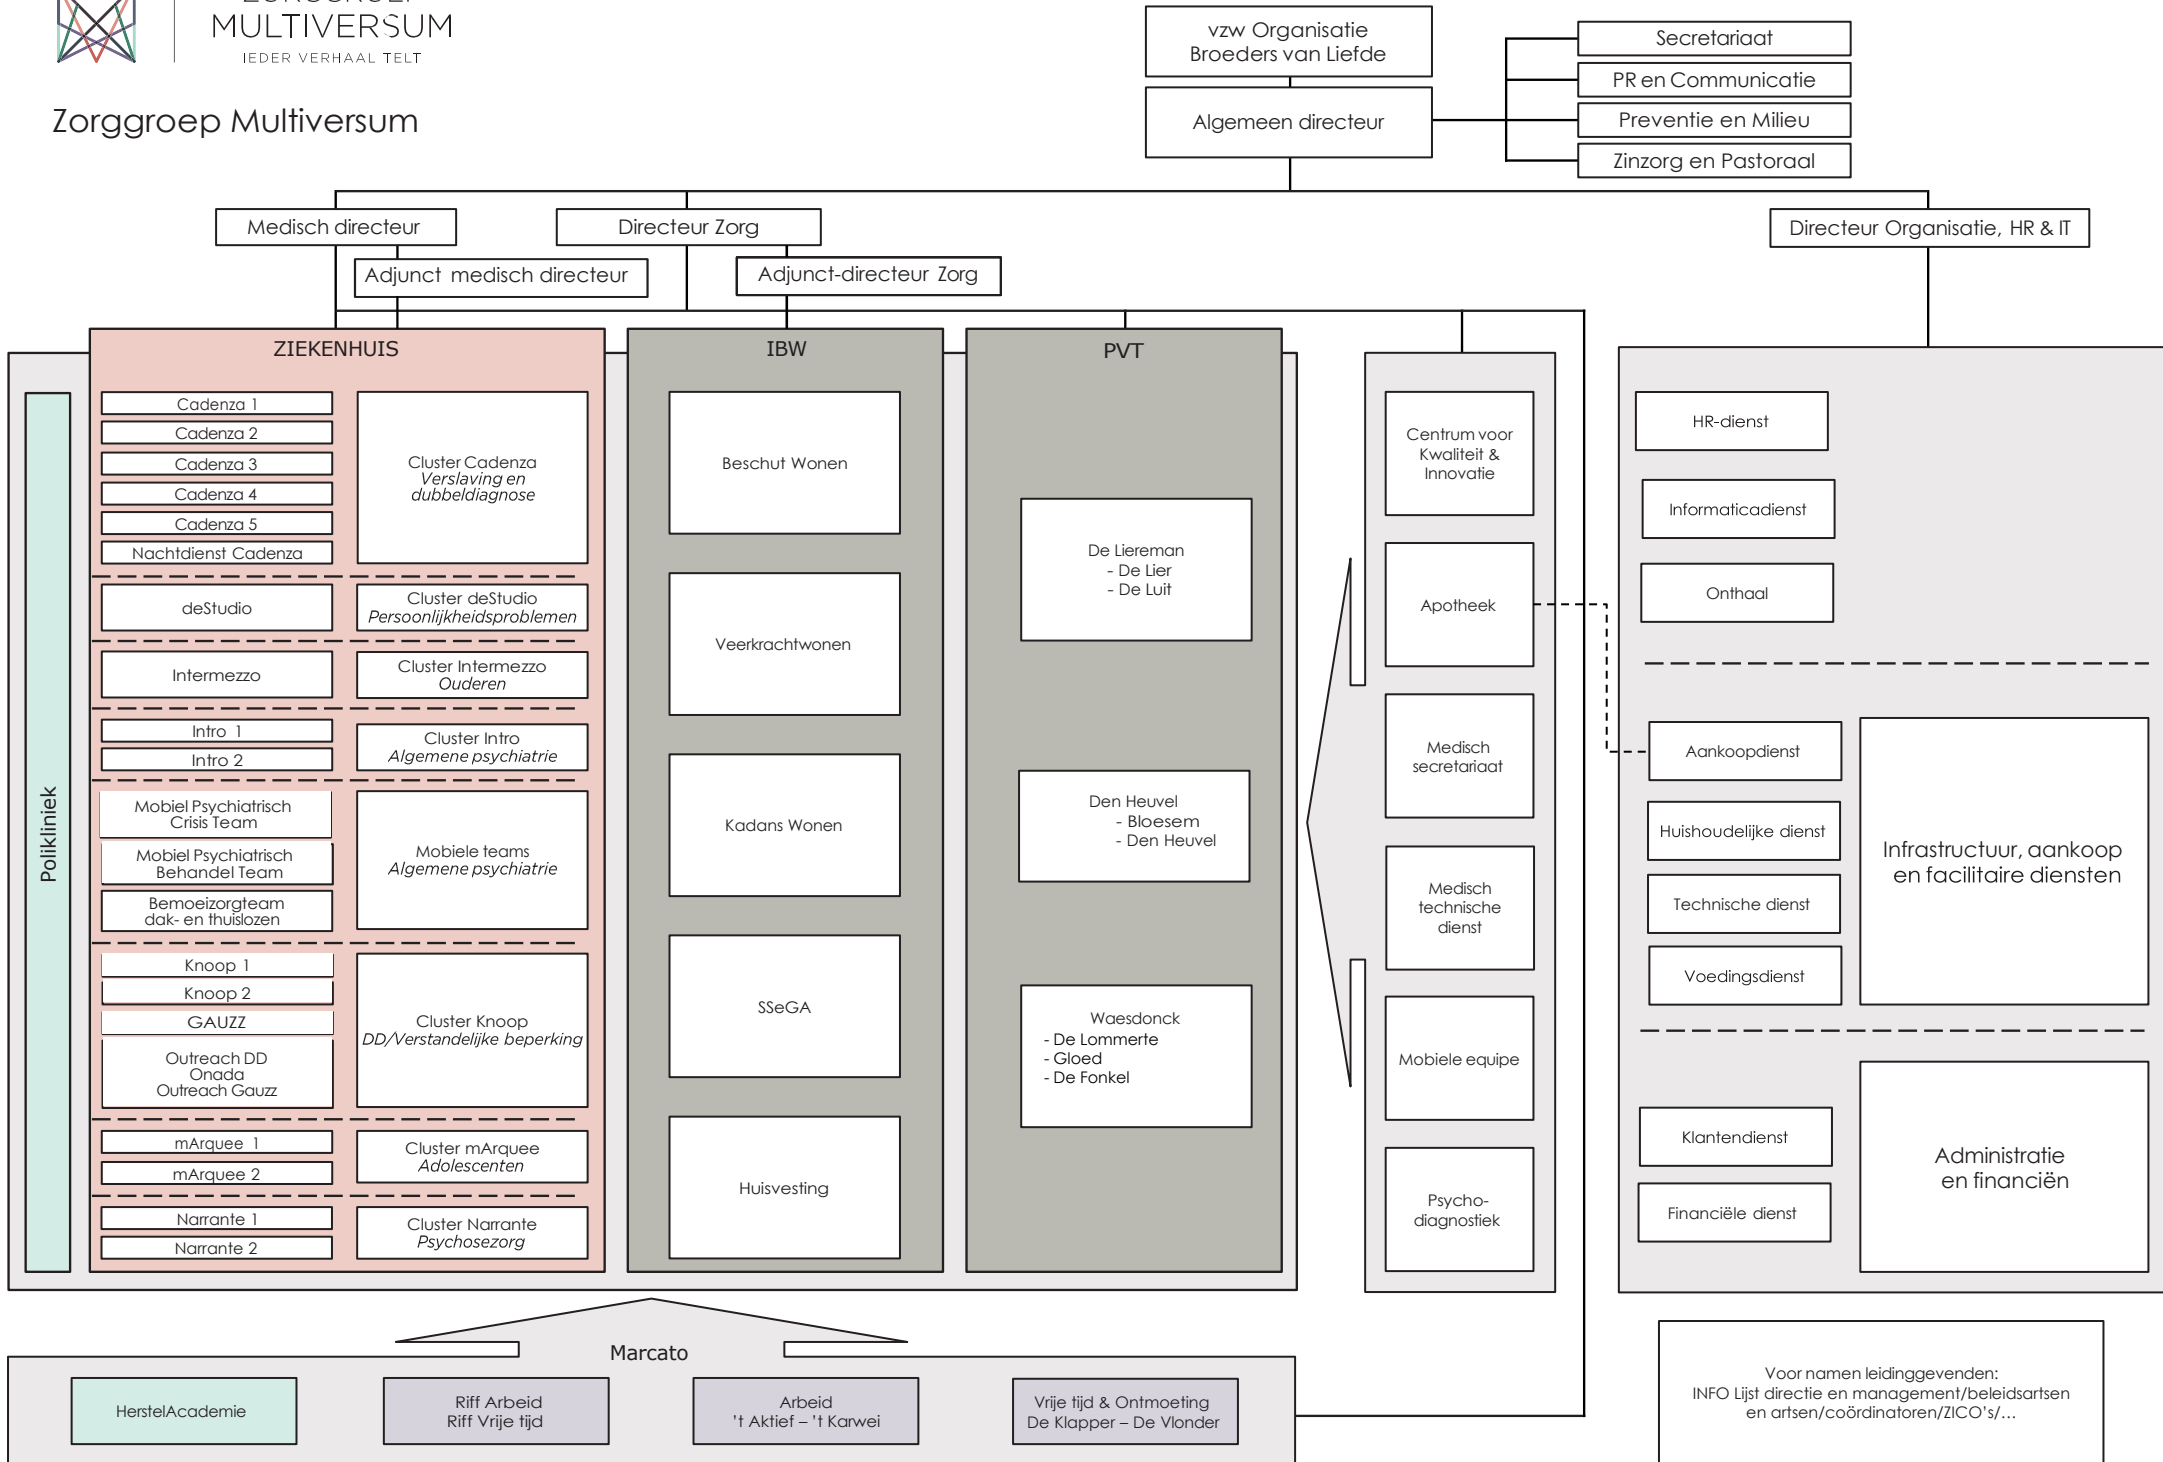 MULTIVERSUM
IEDER VERHAAL TELT
Zorggroep Multiversum
vzw Organisatie
Broeders van Liefde
Algemeen directeur
Secretariaat
PR en Communicatie
Preventie en Milieu
Zinzorg en Pastoraal
Medisch directeur
Directeur Zorg
Directeur Organisatie, HR & IT
Adjunct medisch directeur
Adjunct-directeur Zorg
Polikliniek
ZIEKENHUIS
Cadenza 1
Cadenza 2
Cadenza 3
Cadenza 4
Cadenza 5
Nachtdienst Cadenza
Cluster Cadenza
Verslaving en
dubbeldiagnose
deStudio
Cluster deStudio
Persoonlijkheidsproblemen
Intermezzo
Cluster Intermezzo
Ouderen
Intro 1
Intro 2
Cluster Intro
Algemene psychiatrie
Mobiel Psychiatrisch
Crisis Team
Mobiel Psychiatrisch
Behandel Team
Bemoeizorgteam
dak- en thuislozen
Mobiele teams
Algemene psychiatrie
Knoop 1
Knoop 2
GAUZZ
Outreach DD
Onada
Outreach Gauzz
Cluster Knoop
DD/Verstandelijke beperking
mArquee 1
mArquee 2
Cluster mArquee
Adolescenten
Narrante 1
Narrante 2
Cluster Narrante
Psychosezorg
IBW
Beschut Wonen
Veerkrachtwonen
Kadans Wonen
SSeGA
Huisvesting
PVT
De Liereman
- De Lier
- De Luit
Den Heuvel
- Bloesem
- Den Heuvel
Waesdonck
- De Lommerte
- Gloed
- De Fonkel
Centrum voor
Kwaliteit &
Innovatie
Apotheek
Medisch
secretariaat
Medisch
technische
dienst
Mobiele equipe
Psycho-
diagnostiek
HR-dienst
Informaticadienst
Onthaal
Aankoopdienst
Huishoudelijke dienst
Technische dienst
Voedingsdienst
Infrastructuur, aankoop
en facilitaire diensten
Klantendienst
Financiële dienst
Administratie
en financiën
Marcato
HerstelAcademie
Riff Arbeid
Riff Vrije tijd
Arbeid
’t Aktief – ’t Karwei
Vrije tijd & Ontmoeting
De Klapper – De Vlonder
Voor namen leidinggevenden:
INFO Lijst directie en management/beleidsartsen
en artsen/coördinatoren/ZICO’s/…